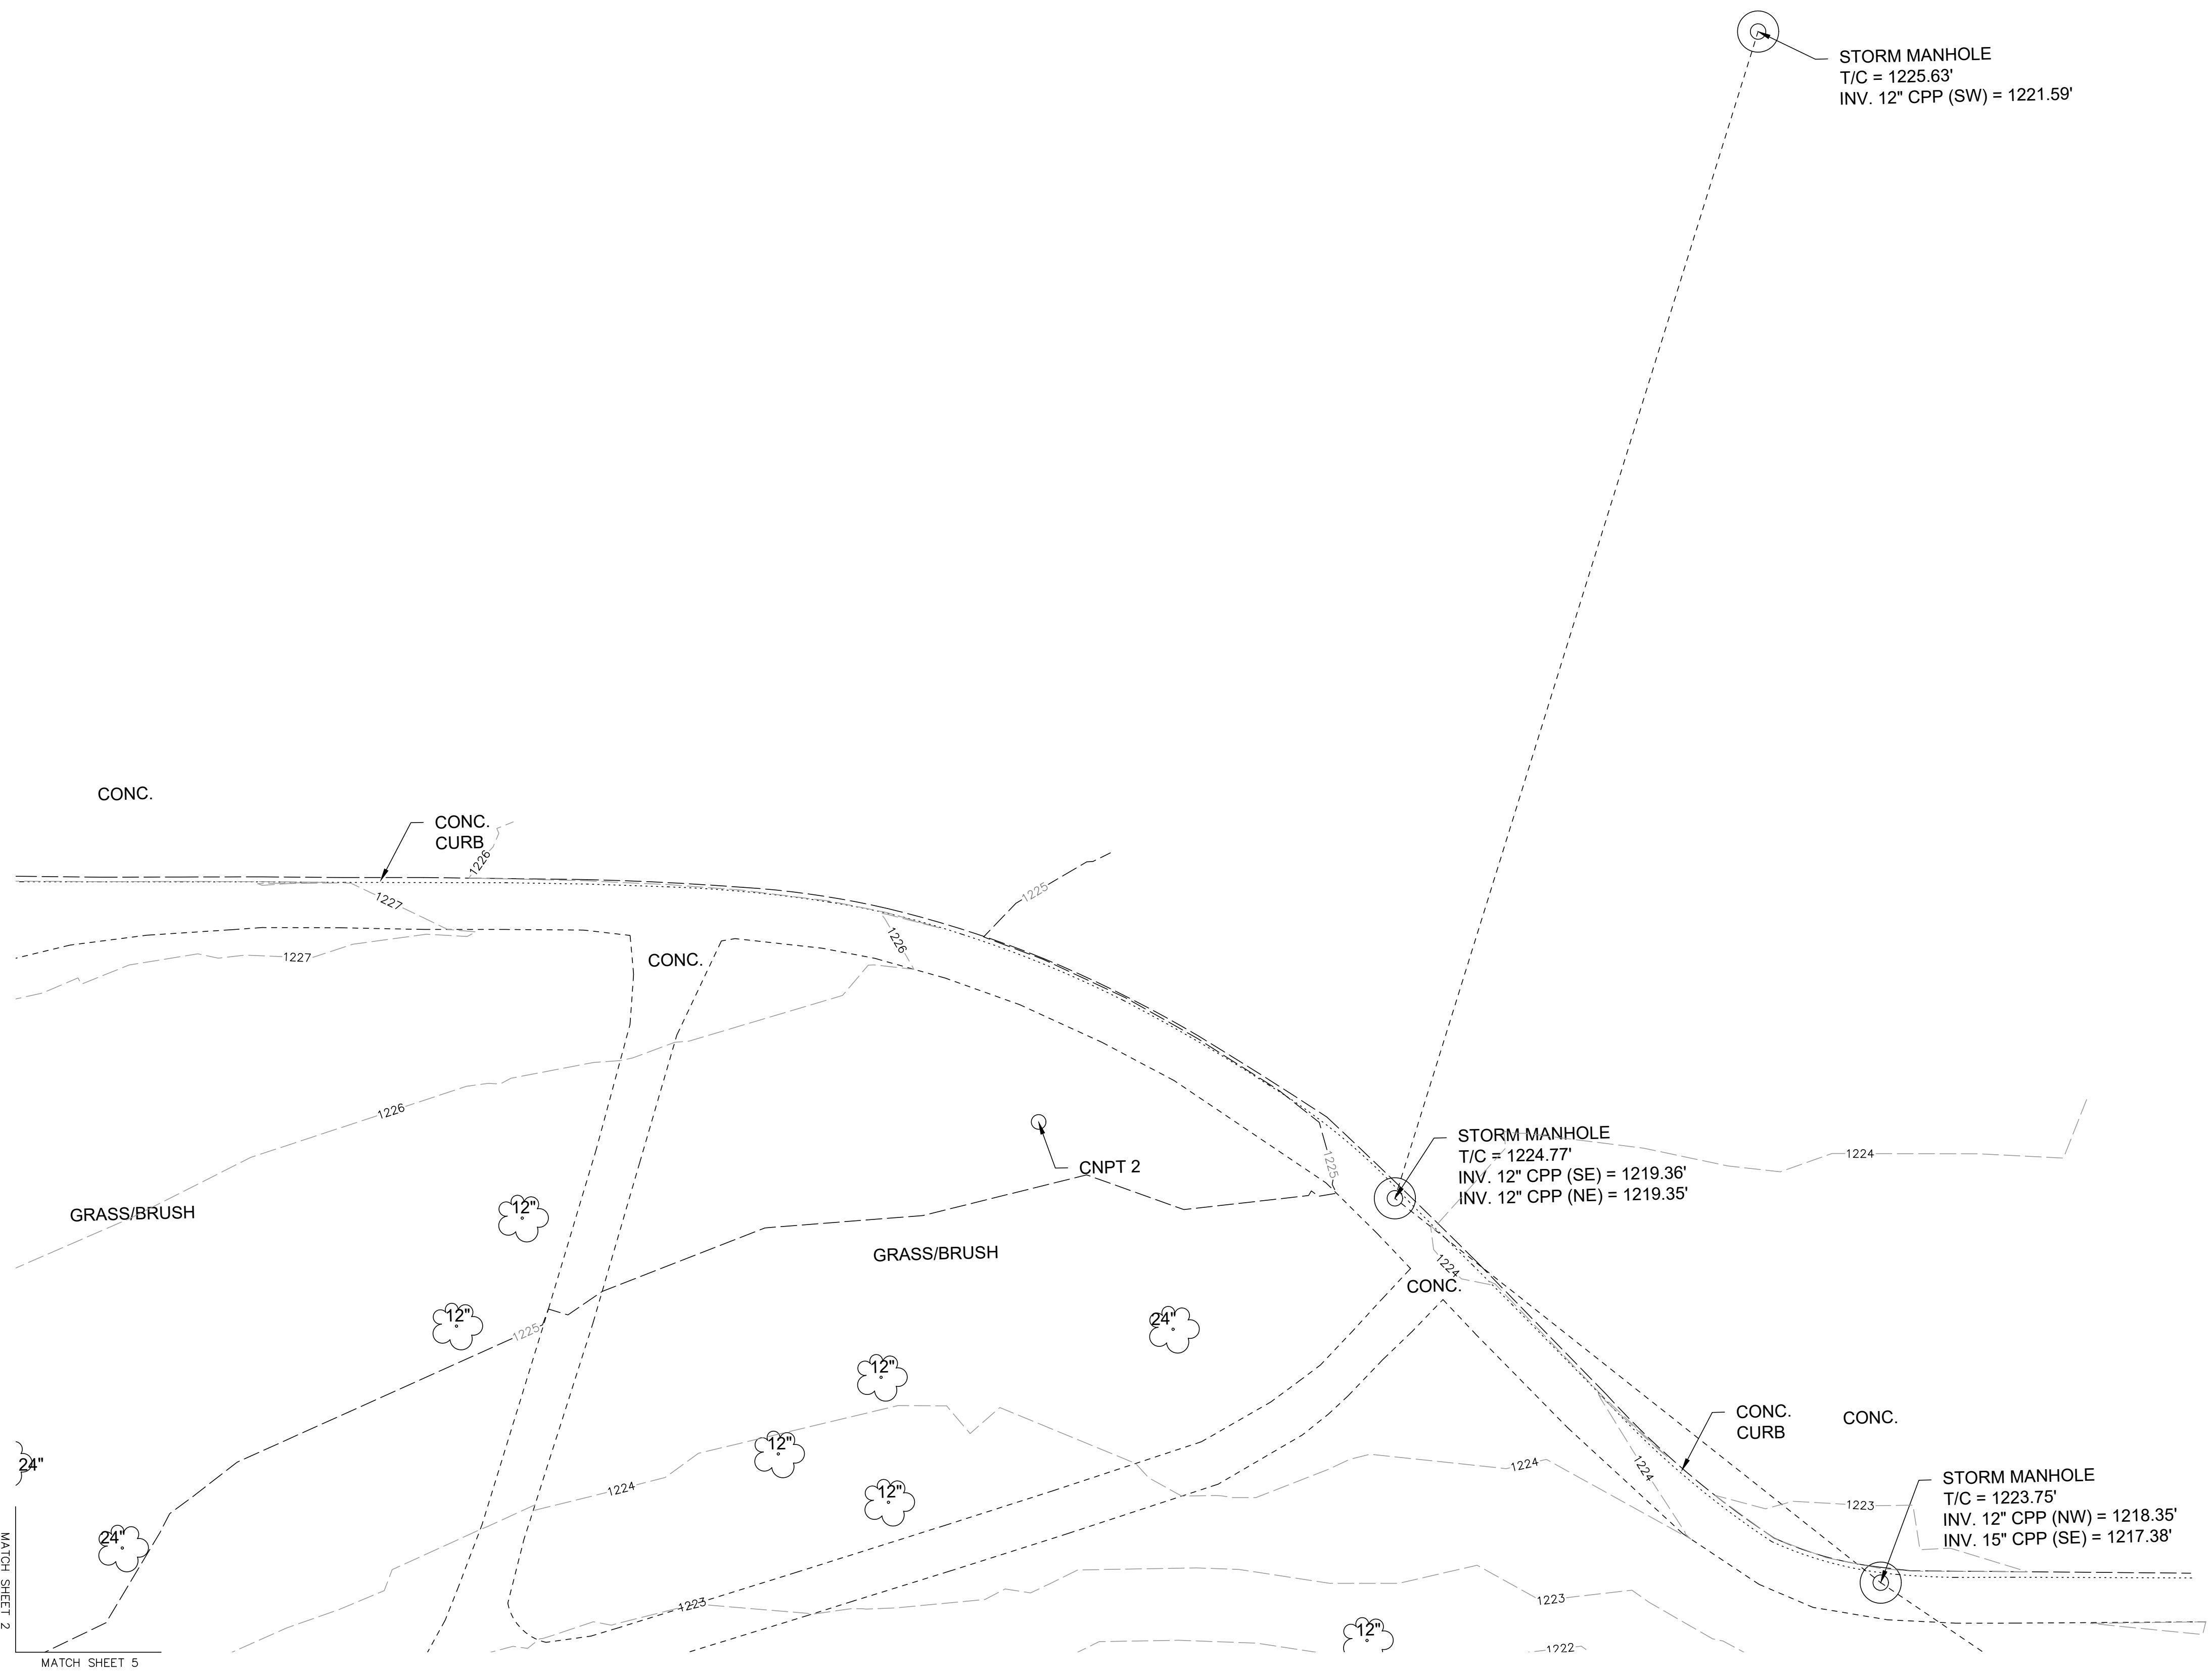 STORM MANHOLE
T/C = 1225.63'
INV. 12" CPP (SW) = 1221.59'
CONC.
CONC.
CURB
1226
1227
1225
1226
1227
CONC.
1226
CNPT 2
STORM MANHOLE
T/C = 1224.77'
INV. 12" CPP (SE) = 1219.36'
INV. 12" CPP (NE) = 1219.35'
1224
1225
GRASS/BRUSH
12"
GRASS/BRUSH
1224
CONC.
12"
1225
24"
12"
CONC.
CURB
CONC.
12"
24"
1224
1224
1224
12"
STORM MANHOLE
T/C = 1223.75'
INV. 12" CPP (NW) = 1218.35'
INV. 15" CPP (SE) = 1217.38'
1223
24"
1223
1223
12"
1222
MATCH SHEET 2
MATCH SHEET 5